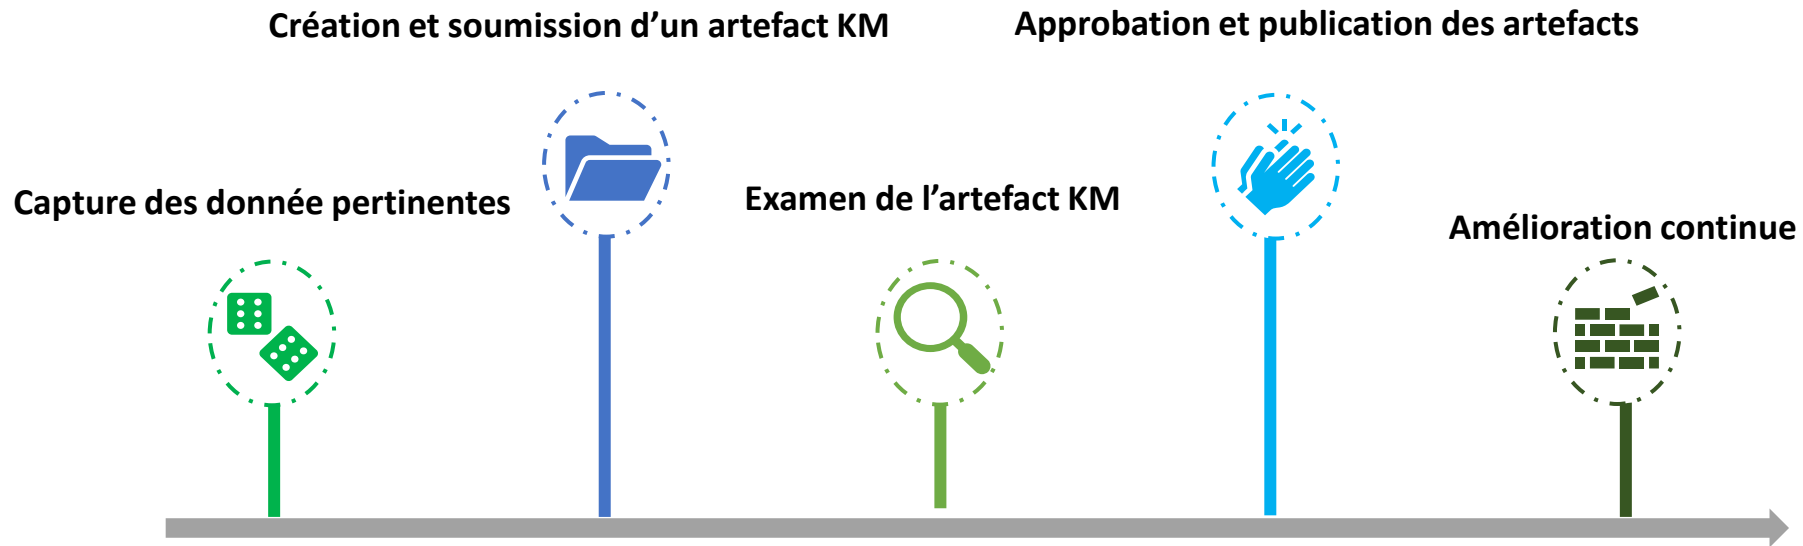 Capture des donnée pertinentes
Création et soumission d’un artefact KM
Examen de l’artefact KM
Approbation et publication des artefacts
Amélioration continue